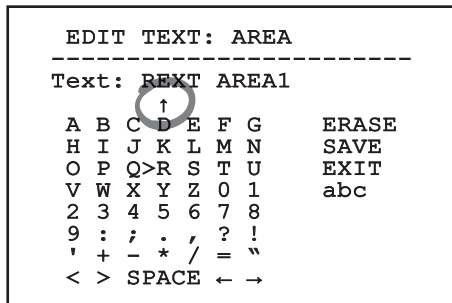 EDIT TEXT: AREA
--------------------------
Text: REXT AREA1
↑
A B C D E F G ERASE
H I J K L M N SAVE
O P Q>R S T U EXIT
V W X Y Z 0 1 abc
2 3 4 5 6 7 8
9 : ; . , ? !
' + - * / = "
< > SPACE ← →